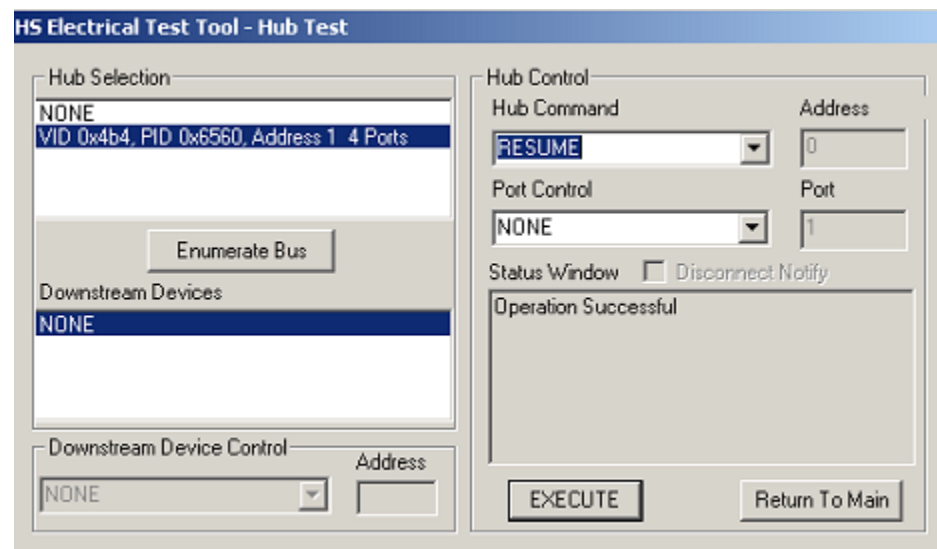 HS Electrical Test Tool - Hub Test
Hub Selection
NONE
VID 0x4b4, PID 0x6560, Address 1 4 Ports
Enumerate Bus
Downstream Devices
NONE
Downstream Device Control
Address
NONE
Hub Control
Hub Command
Address
RESUME
0
Port Control
Port
NONE
1
Status Window
Disconnect Notify
Operation Successful
EXECUTE
Return To Main